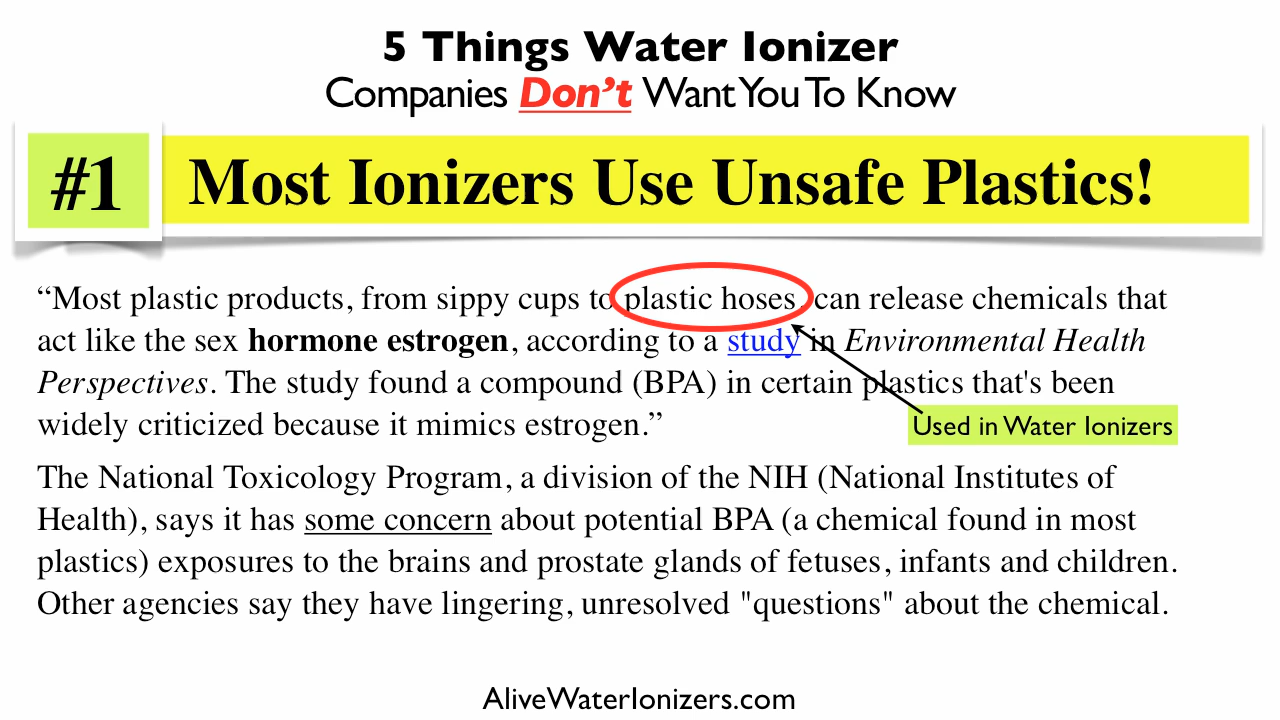 5 Things Water Ionizer
Companies Don't Want You To Know
#1 Most Ionizers Use Unsafe Plastics!
“Most plastic products, from sippy cups to plastic hoses, can release chemicals that
act like the sex hormone estrogen, according to a study in Environmental Health
Perspectives. The study found a compound (BPA) in certain plastics that's been
widely criticized because it mimics estrogen.”
Used in Water Ionizers
The National Toxicology Program, a division of the NIH (National Institutes of
Health), says it has some concern about potential BPA (a chemical found in most
plastics) exposures to the brains and prostate glands of fetuses, infants and children.
Other agencies say they have lingering, unresolved "questions" about the chemical.
AliveWaterIonizers.com